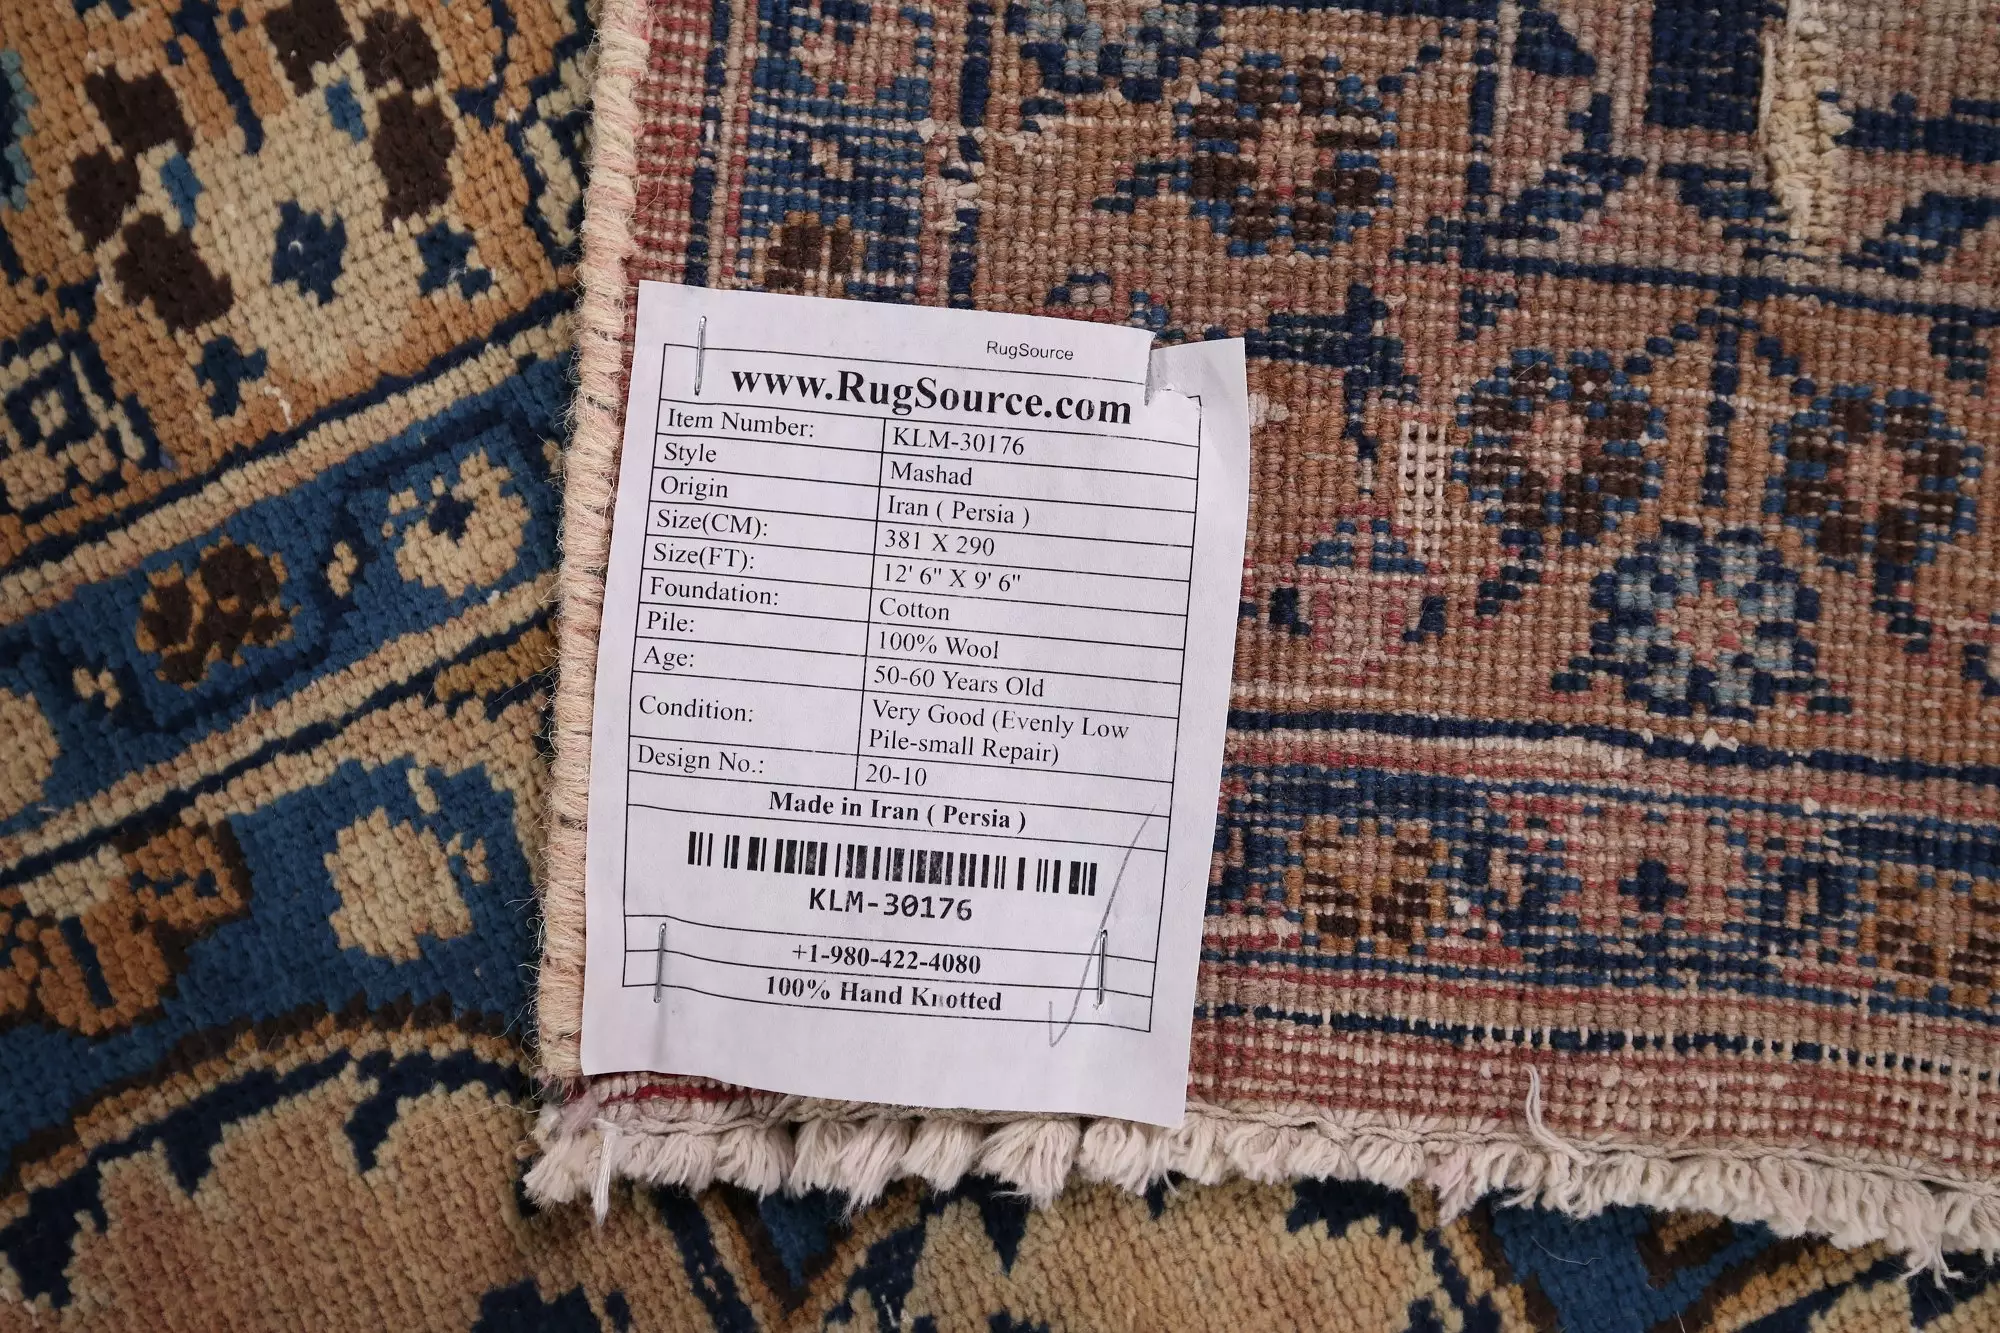 RugSource
www.RugSource.com
Item Number: KLM-30176
Style Mashad
Origin Iran ( Persia )
Size(CM): 381 X 290
Size(FT): 12' 6" X 9' 6"
Foundation: Cotton
Pile: 100% Wool
Age: 50-60 Years Old
Condition: Very Good (Evenly Low
Pile-small Repair)
Design No.: 20-10
Made in Iran ( Persia )
KLM-30176
+1-980-422-4080
100% Hand Knotted